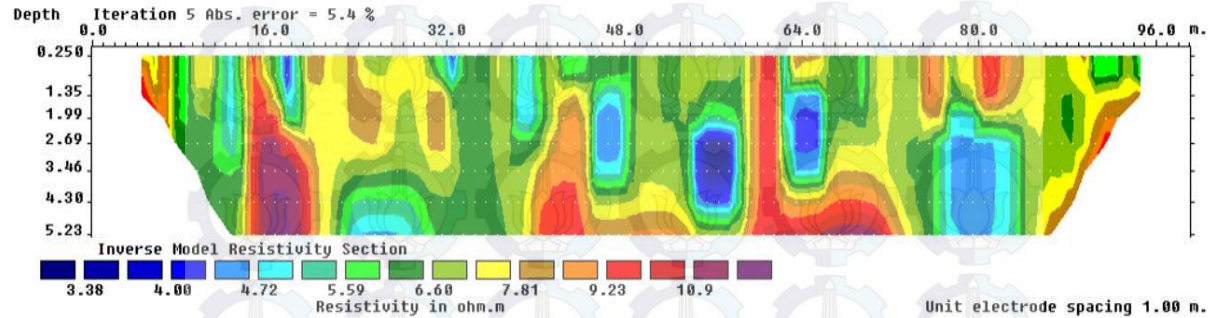 Depth Iteration 5 Abs. error = 5.4 %
0.0 16.0 32.0 48.0 64.0 80.0 96.0 m.
0.250
1.35
1.99
2.69
3.46
4.30
5.23
Inverse Model Resistivity Section
3.38 4.00 4.72 5.59 6.60 7.81 9.23 10.9
Resistivity in ohm.m Unit electrode spacing 1.00 m.